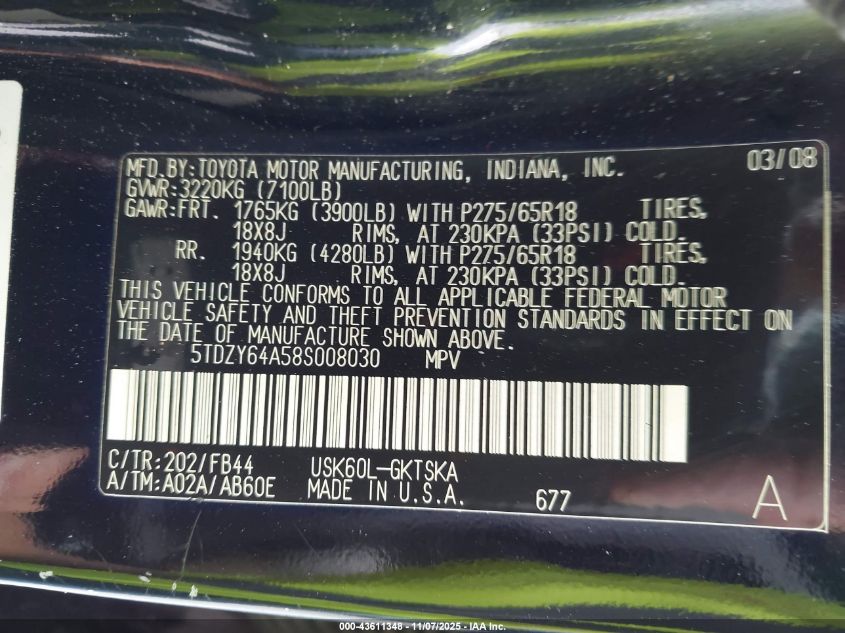 MFD.BY:TOYOTA MOTOR MANUFACTURING, INDIANA, INC. 03/08
GVWR:3220KG (7100LB)
GAWR:FRT. 1765KG (3900LB) WITH P275/65R18 TIRES,
18X8J RIMS, AT 230KPA (33PSI) COLD.
RR. 1940KG (4280LB) WITH P275/65R18 TIRES,
18X8J RIMS, AT 230KPA (33PSI) COLD.
THIS VEHICLE CONFORMS TO ALL APPLICABLE FEDERAL MOTOR
VEHICLE SAFETY AND THEFT PREVENTION STANDARDS IN EFFECT ON
THE DATE OF MANUFACTURE SHOWN ABOVE.
5TDZY64A58S008030 MPV
C/TR:202/FB44 USK60L-GKTSKA
A/TM:A02A/AB60E MADE IN U.S.A. 677 A
000-43611348 - 11/07/2025 - IAA Inc.